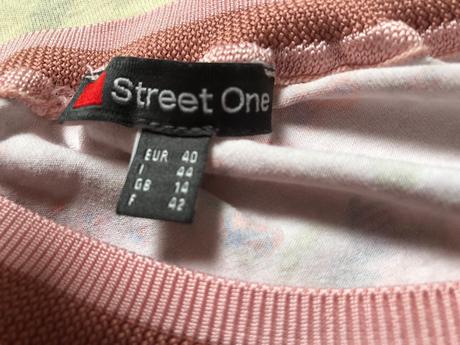 Street One
EUR 40
I 44
GB 14
F 42